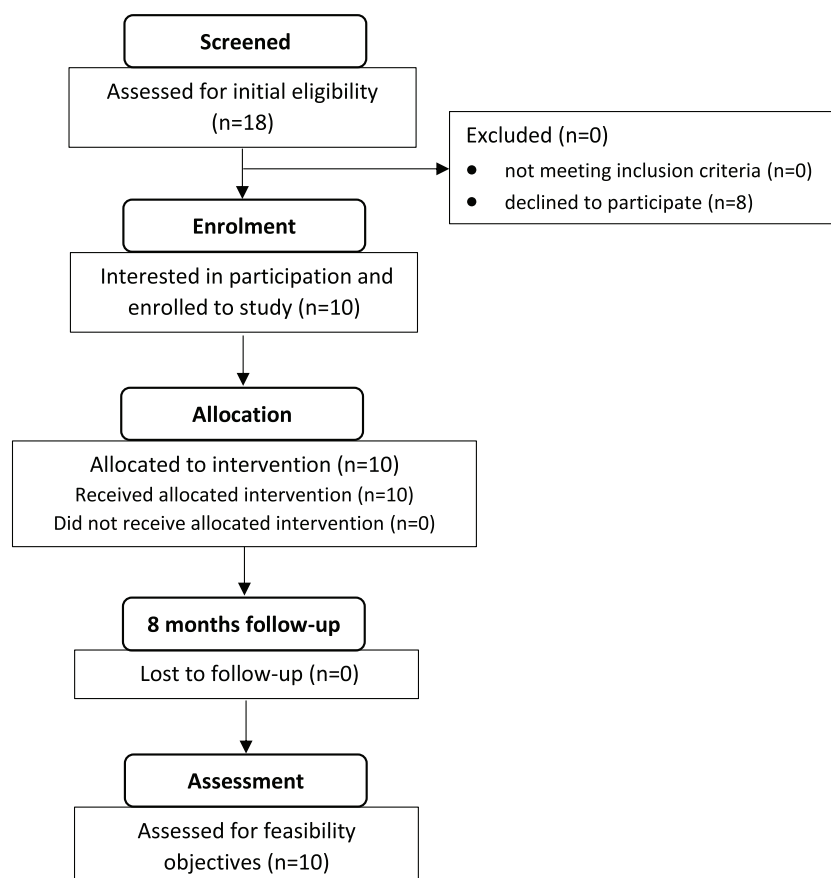 Screened
Assessed for initial eligibility
(n=18)
Excluded (n=0)
● not meeting inclusion criteria (n=0)
● declined to participate (n=8)
Enrolment
Interested in participation and
enrolled to study (n=10)
Allocation
Allocated to intervention (n=10)
Received allocated intervention (n=10)
Did not receive allocated intervention (n=0)
8 months follow-up
Lost to follow-up (n=0)
Assessment
Assessed for feasibility
objectives (n=10)